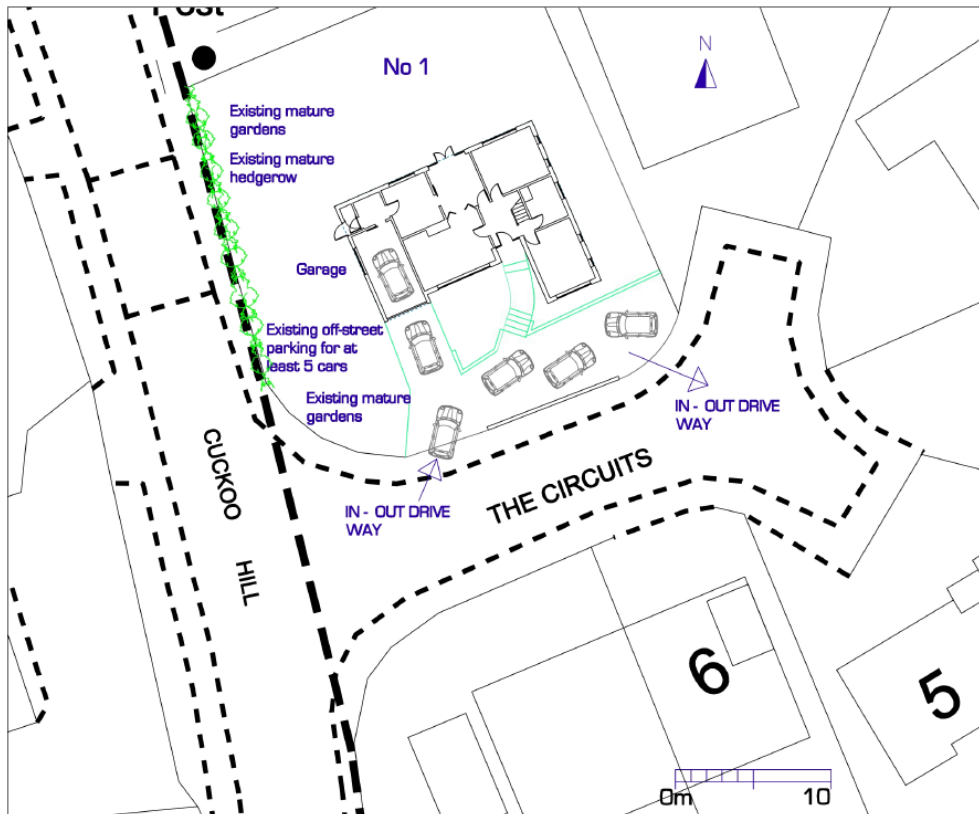 Post
No 1
N
Existing mature
gardens
Existing mature
hedgerow
Garage
Existing off-street
parking for at
least 5 cars
Existing mature
gardens
IN - OUT DRIVE
WAY
IN - OUT DRIVE
WAY
THE CIRCUITS
CUCKOO HILL
6
5
0m 10